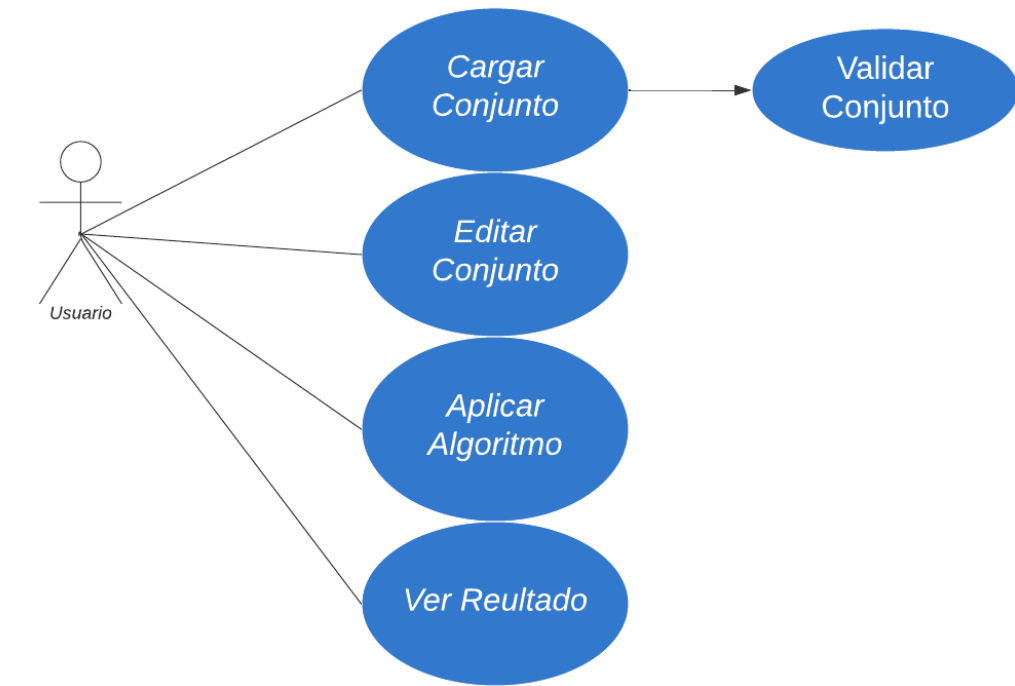 Cargar
Conjunto
Validar
Conjunto
Editar
Conjunto
Usuario
Aplicar
Algoritmo
Ver Reultado